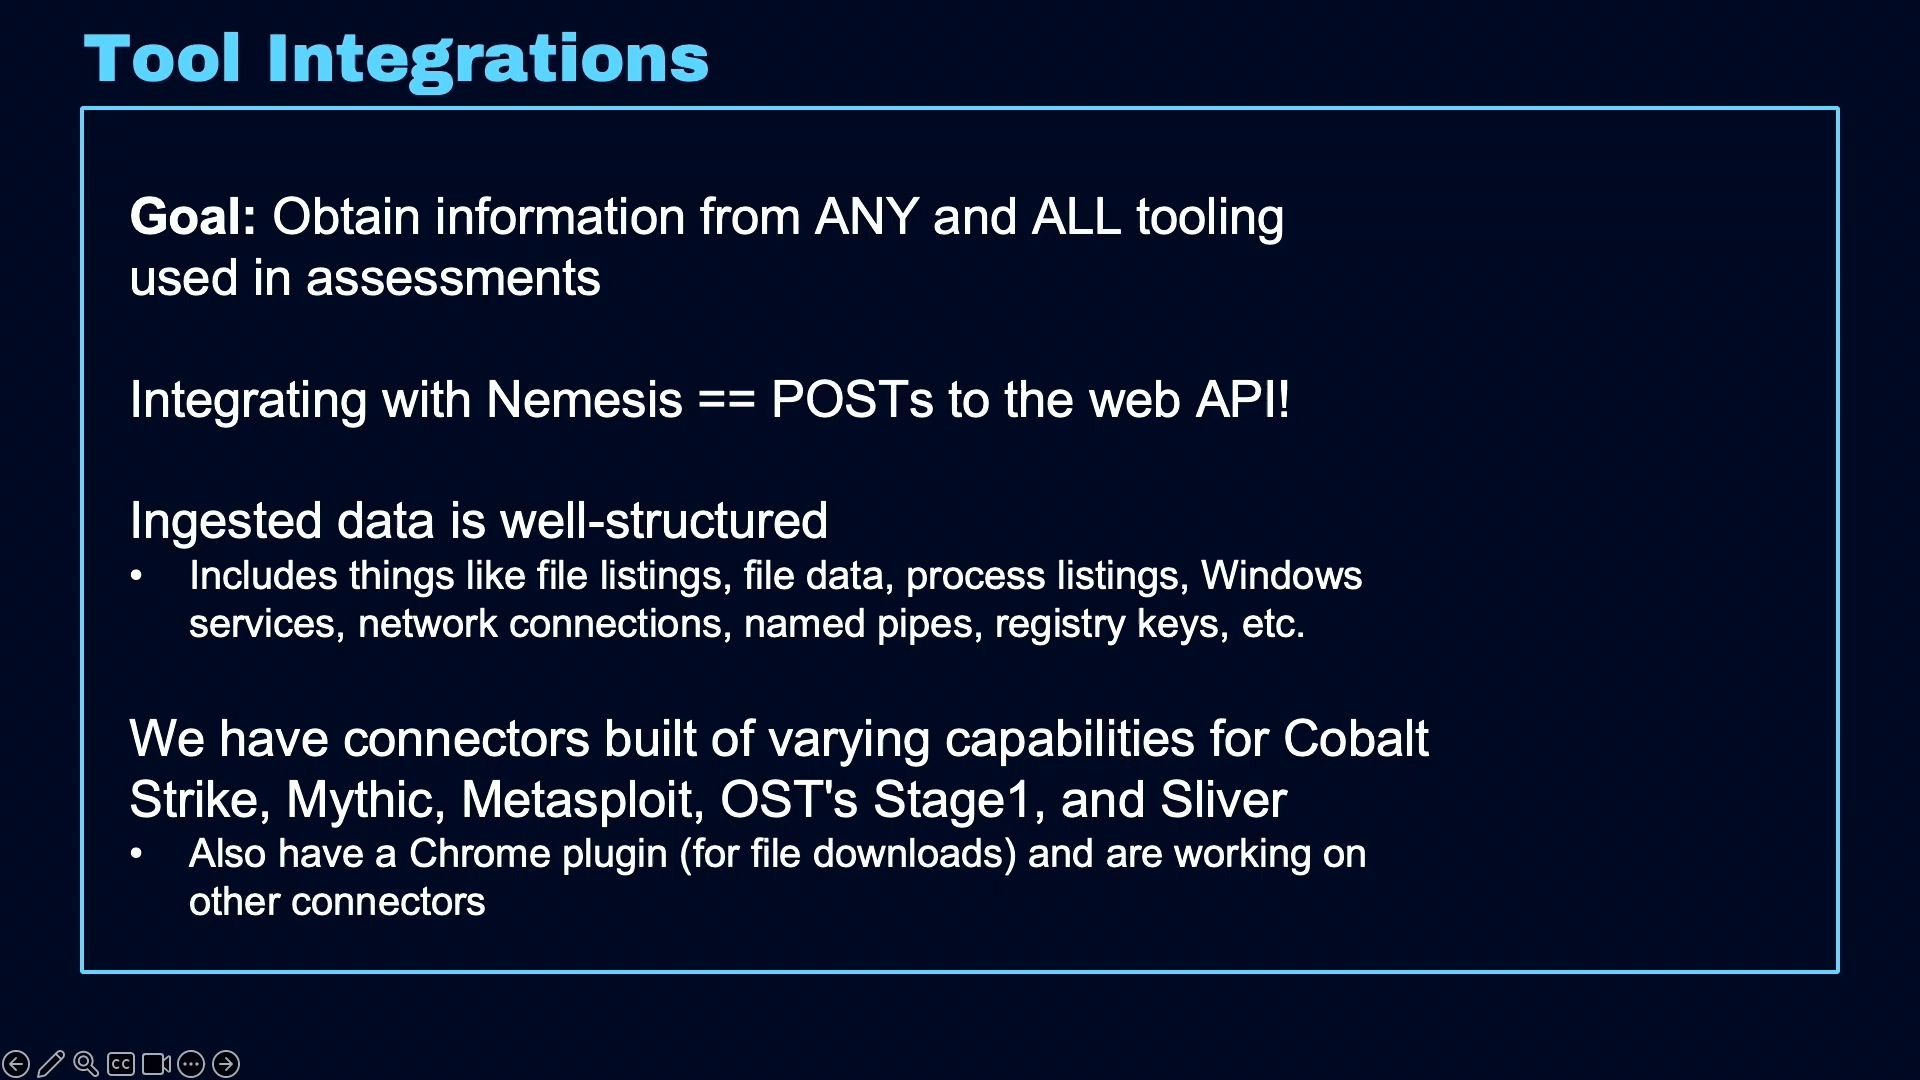 Tool Integrations
Goal: Obtain information from ANY and ALL tooling
used in assessments
Integrating with Nemesis == POSTs to the web API!
Ingested data is well-structured
• Includes things like file listings, file data, process listings, Windows
services, network connections, named pipes, registry keys, etc.
We have connectors built of varying capabilities for Cobalt
Strike, Mythic, Metasploit, OST's Stage1, and Sliver
• Also have a Chrome plugin (for file downloads) and are working on
other connectors
CC